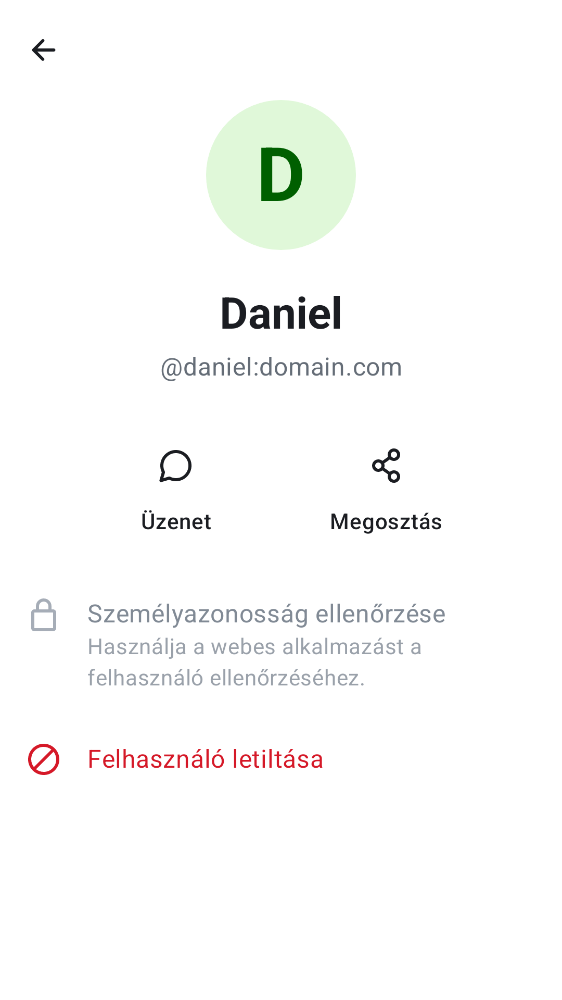 D
Daniel
@daniel:domain.com
Üzenet
Megosztás
Személyazonosság ellenőrzése
Használja a webes alkalmazást a
felhasználó ellenőrzéséhez.
Felhasználó letiltása